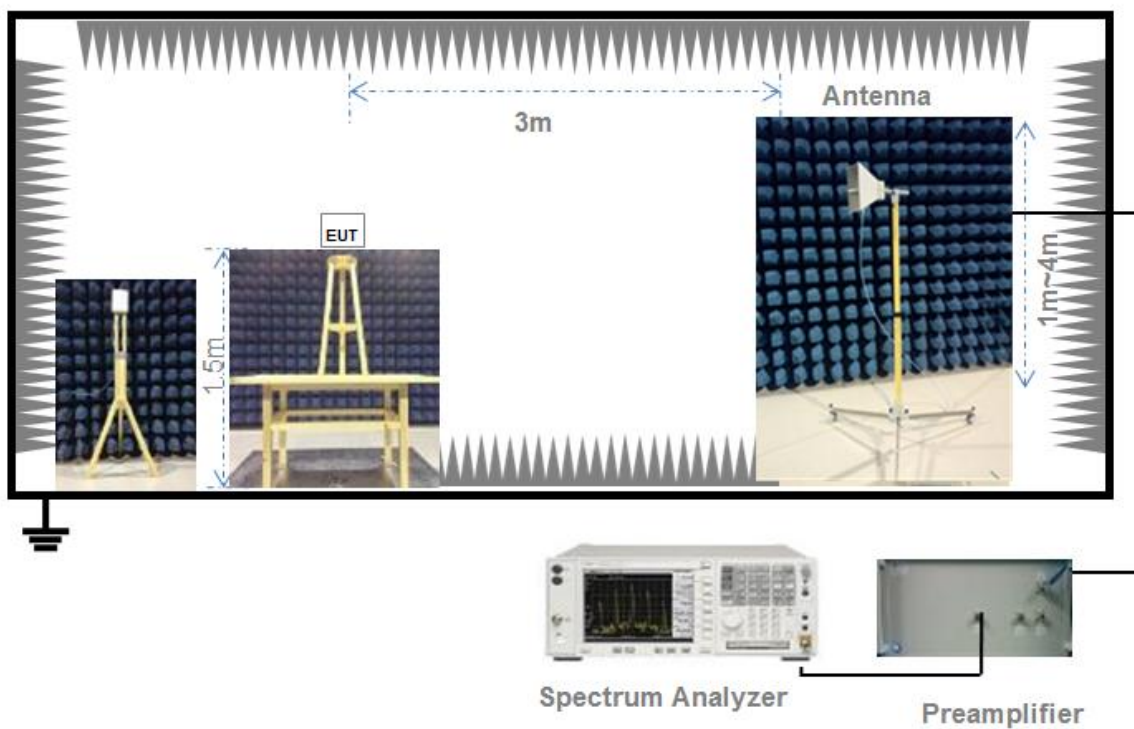 Antenna
3m
EUT
1.5m
1m~4m
Spectrum Analyzer
Preamplifier